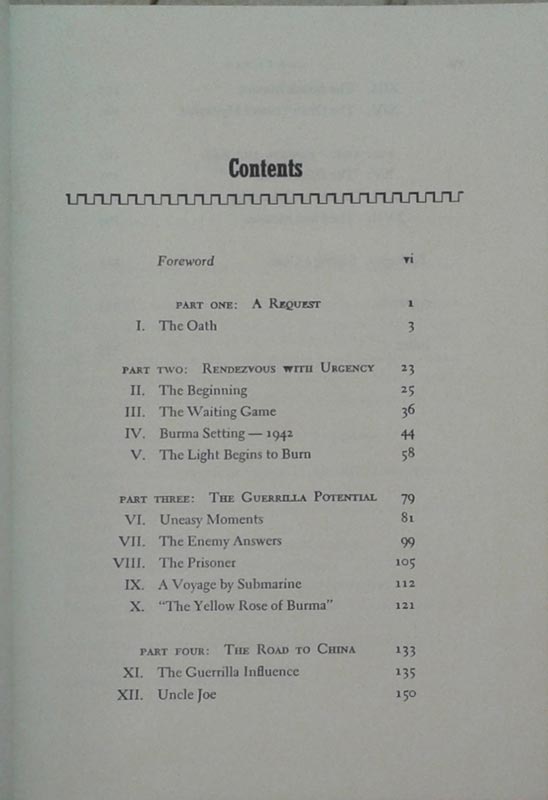 Contents
Foreword vi
PART ONE: A REQUEST 1
I. The Oath 3
PART TWO: RENDEZVOUS WITH URGENCY 23
II. The Beginning 25
III. The Waiting Game 36
IV. Burma Setting — 1942 44
V. The Light Begins to Burn 58
PART THREE: THE GUERRILLA POTENTIAL 79
VI. Uneasy Moments 81
VII. The Enemy Answers 99
VIII. The Prisoner 105
IX. A Voyage by Submarine 112
X. "The Yellow Rose of Burma" 121
PART FOUR: THE ROAD TO CHINA 133
XI. The Guerrilla Influence 135
XII. Uncle Joe 150